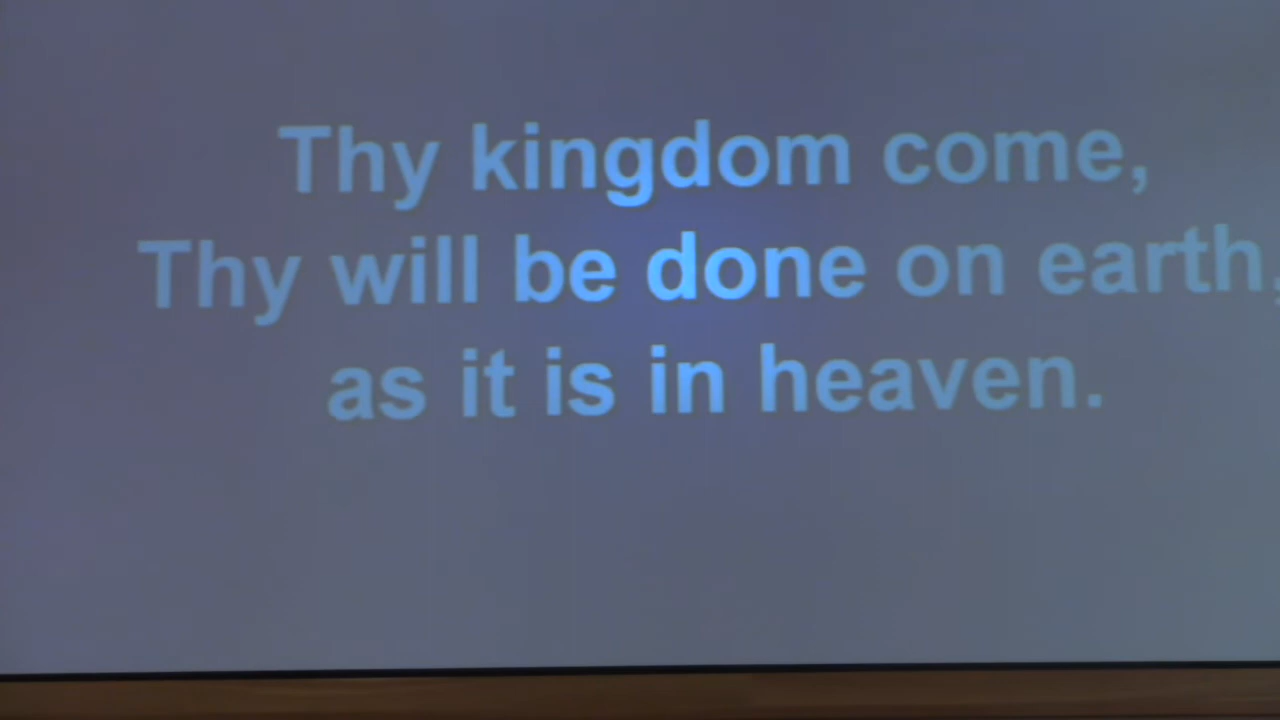 Thy kingdom come,
Thy will be done on earth,
as it is in heaven.